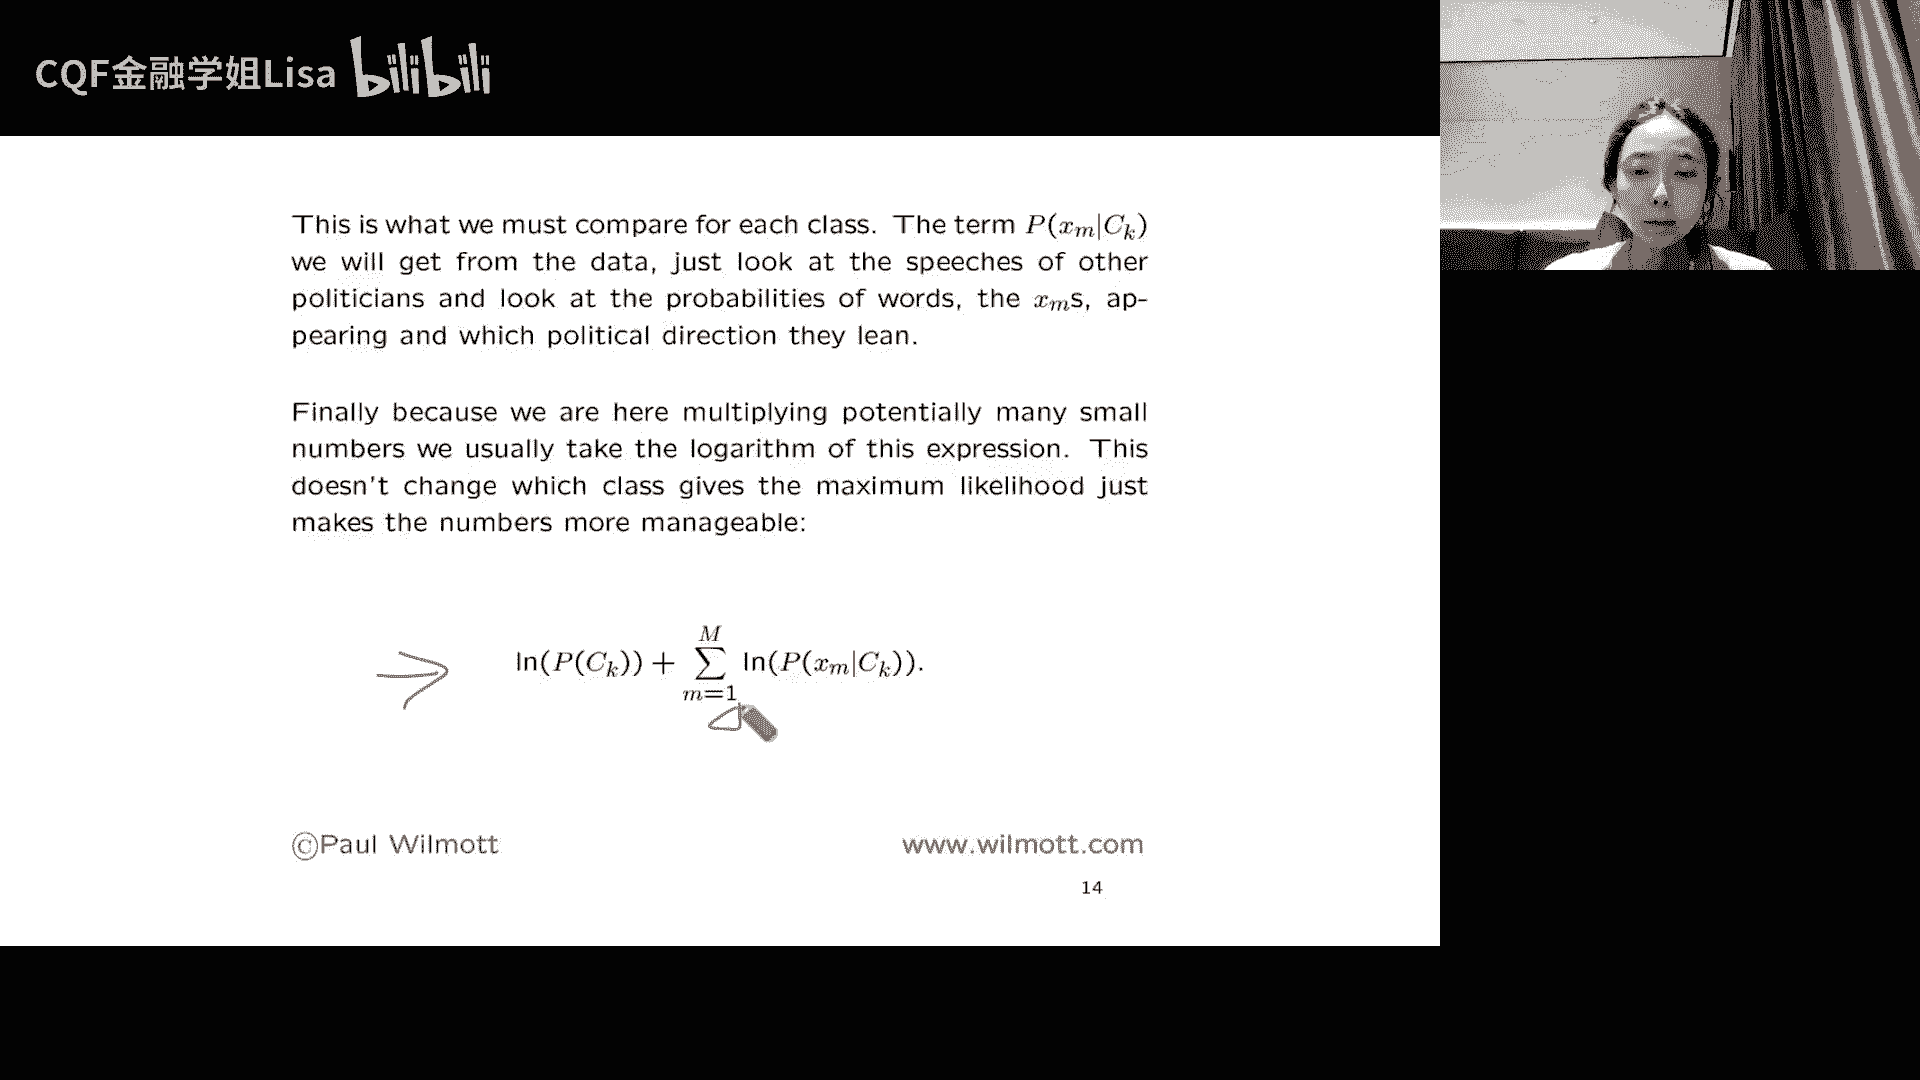 CQF金融学姐Lisa bilibili
This is what we must compare for each class. The term P(x_m|C_k)
we will get from the data, just look at the speeches of other
politicians and look at the probabilities of words, the x_ms, ap-
pearing and which political direction they lean.
Finally because we are here multiplying potentially many small
numbers we usually take the logarithm of this expression. This
doesn't change which class gives the maximum likelihood just
makes the numbers more manageable:
ln(P(C_k)) + ∑_{m=1}^{M} ln(P(x_m|C_k)).
©Paul Wilmott www.wilmott.com
14